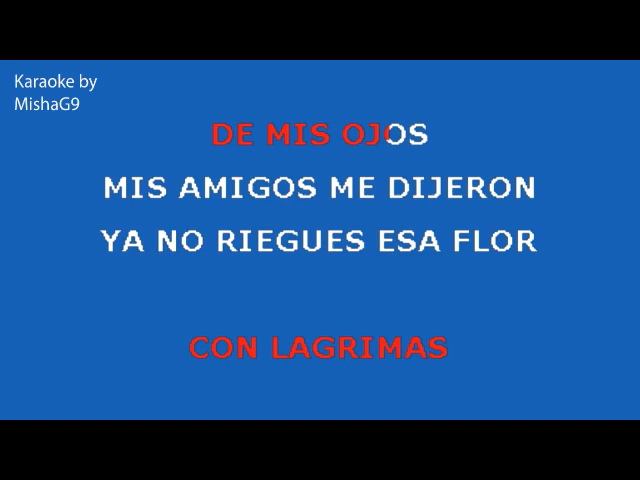 Karaoke by
MishaG9
DE MIS OJOS
MIS AMIGOS ME DIJERON
YA NO RIEGUES ESA FLOR
CON LAGRIMAS